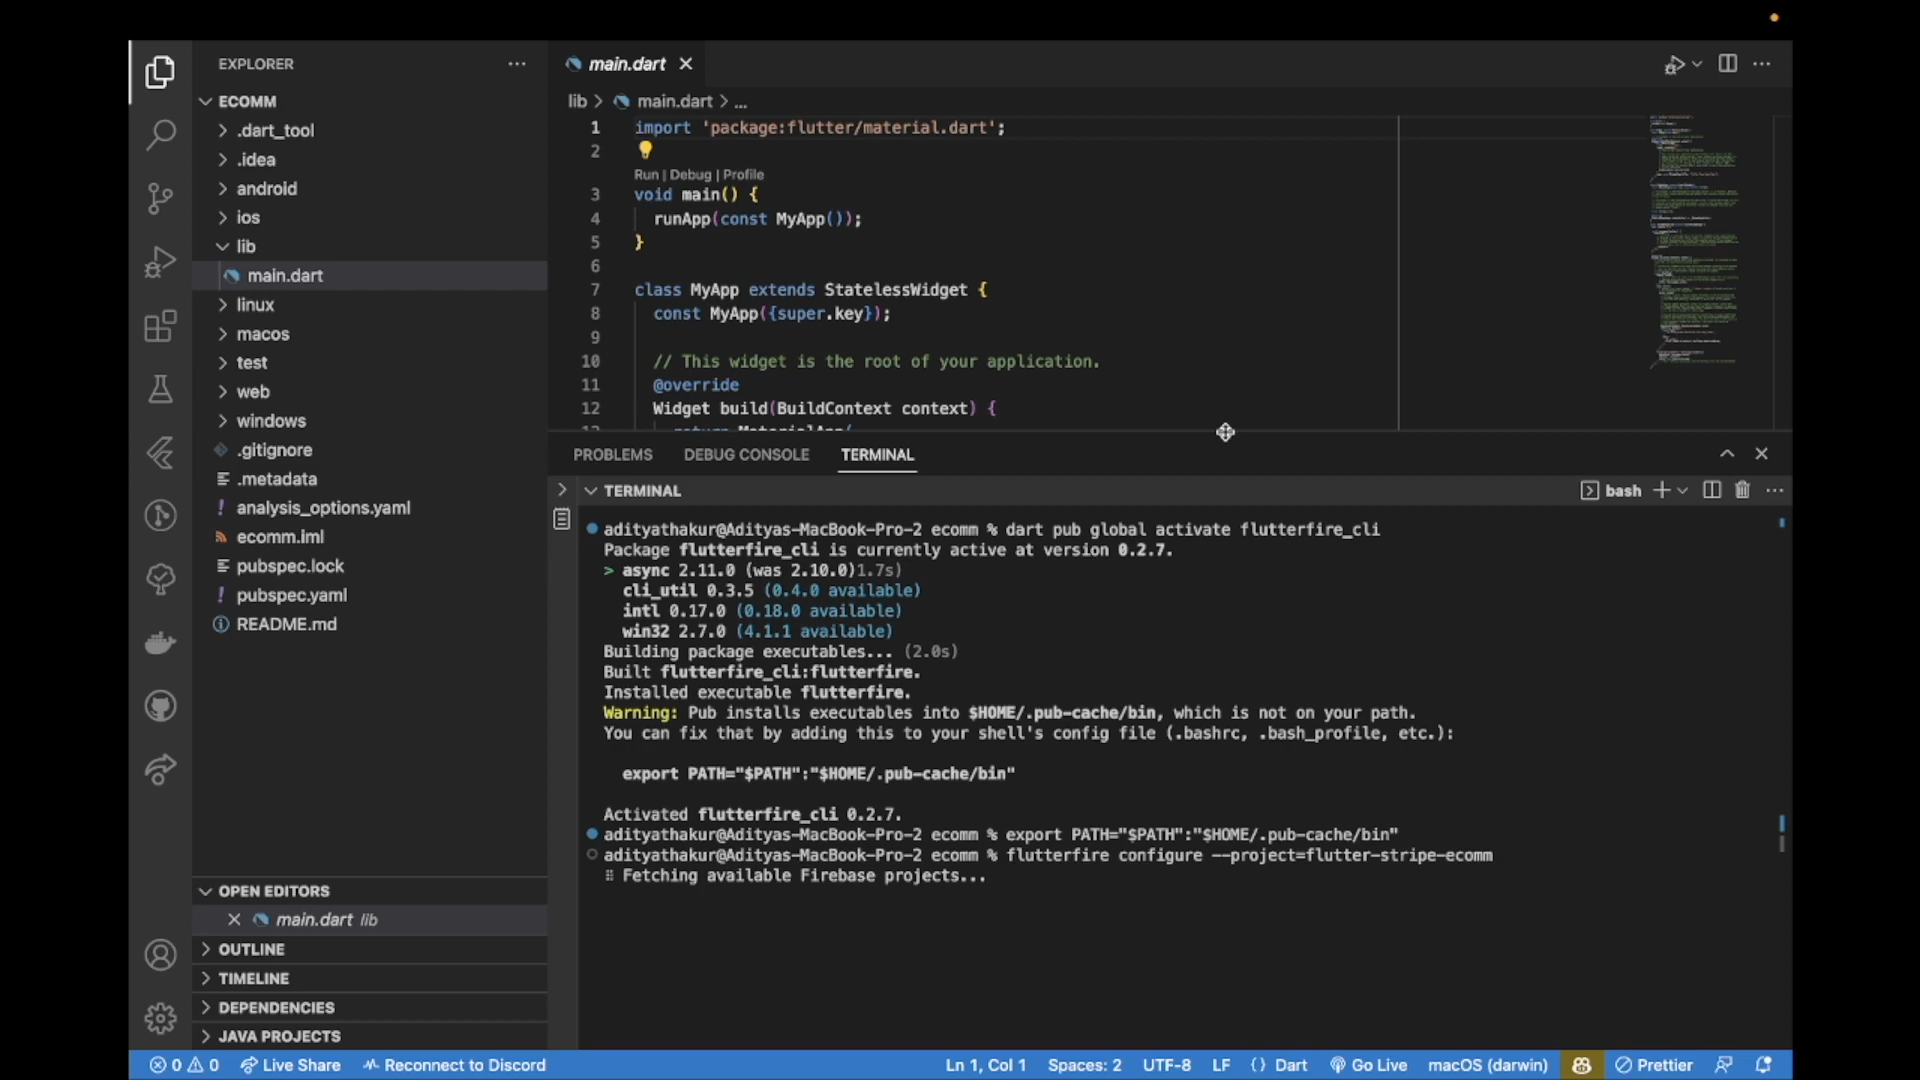 EXPLORER
ECOMM
.dart_tool
.idea
android
ios
lib
main.dart
linux
macos
test
web
windows
.gitignore
.metadata
analysis_options.yaml
ecomm.iml
pubspec.lock
pubspec.yaml
README.md
OPEN EDITORS
main.dart lib
OUTLINE
TIMELINE
DEPENDENCIES
JAVA PROJECTS
main.dart
lib > main.dart > ...
1 import 'package:flutter/material.dart';
2
Run | Debug | Profile
3 void main() {
4 runApp(const MyApp());
5 }
6
7 class MyApp extends StatelessWidget {
8 const MyApp({super.key});
9
10 // This widget is the root of your application.
11 @override
12 Widget build(BuildContext context) {
13 return MaterialApp(
PROBLEMS DEBUG CONSOLE TERMINAL
TERMINAL
bash
adityathakur@Adityas-MacBook-Pro-2 ecomm % dart pub global activate flutterfire_cli
Package flutterfire_cli is currently active at version 0.2.7.
> async 2.11.0 (was 2.10.0)1.7s)
cli_util 0.3.5 (0.4.0 available)
intl 0.17.0 (0.18.0 available)
win32 2.7.0 (4.1.1 available)
Building package executables... (2.0s)
Built flutterfire_cli:flutterfire.
Installed executable flutterfire.
Warning: Pub installs executables into $HOME/.pub-cache/bin, which is not on your path.
You can fix that by adding this to your shell's config file (.bashrc, .bash_profile, etc.):
export PATH="$PATH":"$HOME/.pub-cache/bin"
Activated flutterfire_cli 0.2.7.
adityathakur@Adityas-MacBook-Pro-2 ecomm % export PATH="$PATH":"$HOME/.pub-cache/bin"
adityathakur@Adityas-MacBook-Pro-2 ecomm % flutterfire configure --project=flutter-stripe-ecomm
⠿ Fetching available Firebase projects...
0 0 Live Share Reconnect to Discord Ln 1, Col 1 Spaces: 2 UTF-8 LF {} Dart Go Live macOS (darwin) Prettier